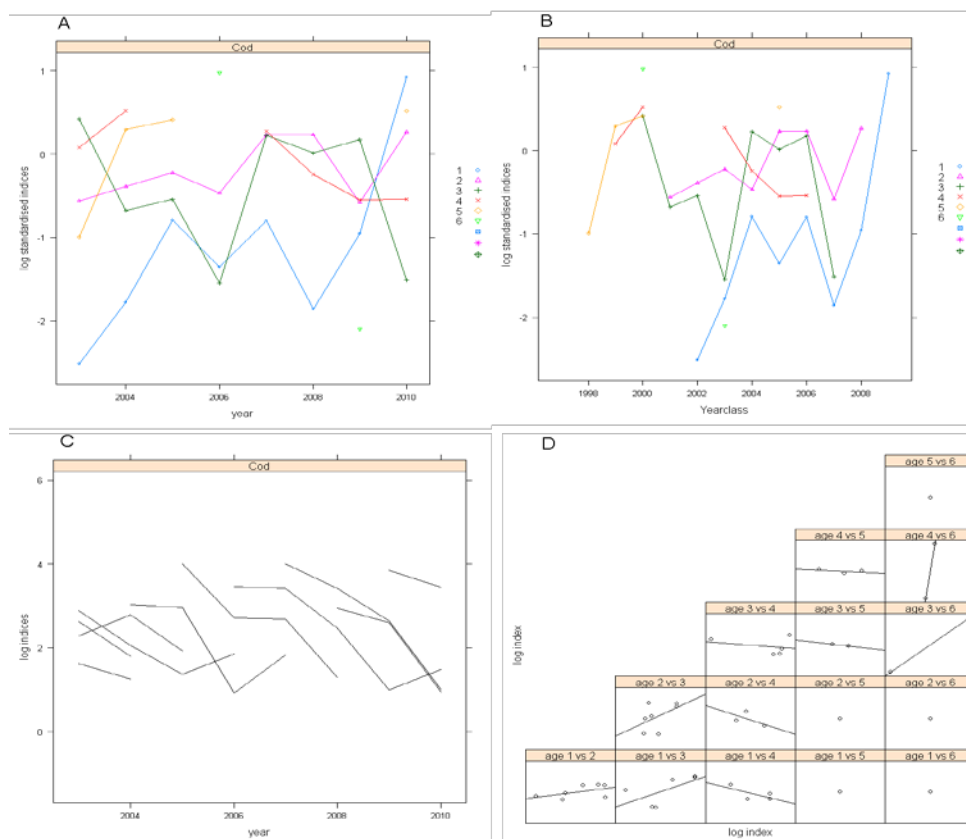 A
Cod
log standardised indices
1
0
-1
-2
2004
2006
2008
2010
year
1
2
3
4
5
6
B
Cod
log standardised indices
1
0
-1
-2
1998
2000
2002
2004
2006
2008
Yearclass
1
2
3
4
5
6
C
Cod
log indices
6
4
2
0
2004
2006
2008
2010
year
D
age 5 vs 6
age 4 vs 5
age 4 vs 6
age 3 vs 4
age 3 vs 5
age 3 vs 6
age 2 vs 3
age 2 vs 4
age 2 vs 5
age 2 vs 6
age 1 vs 2
age 1 vs 3
age 1 vs 4
age 1 vs 5
age 1 vs 6
log index
log index